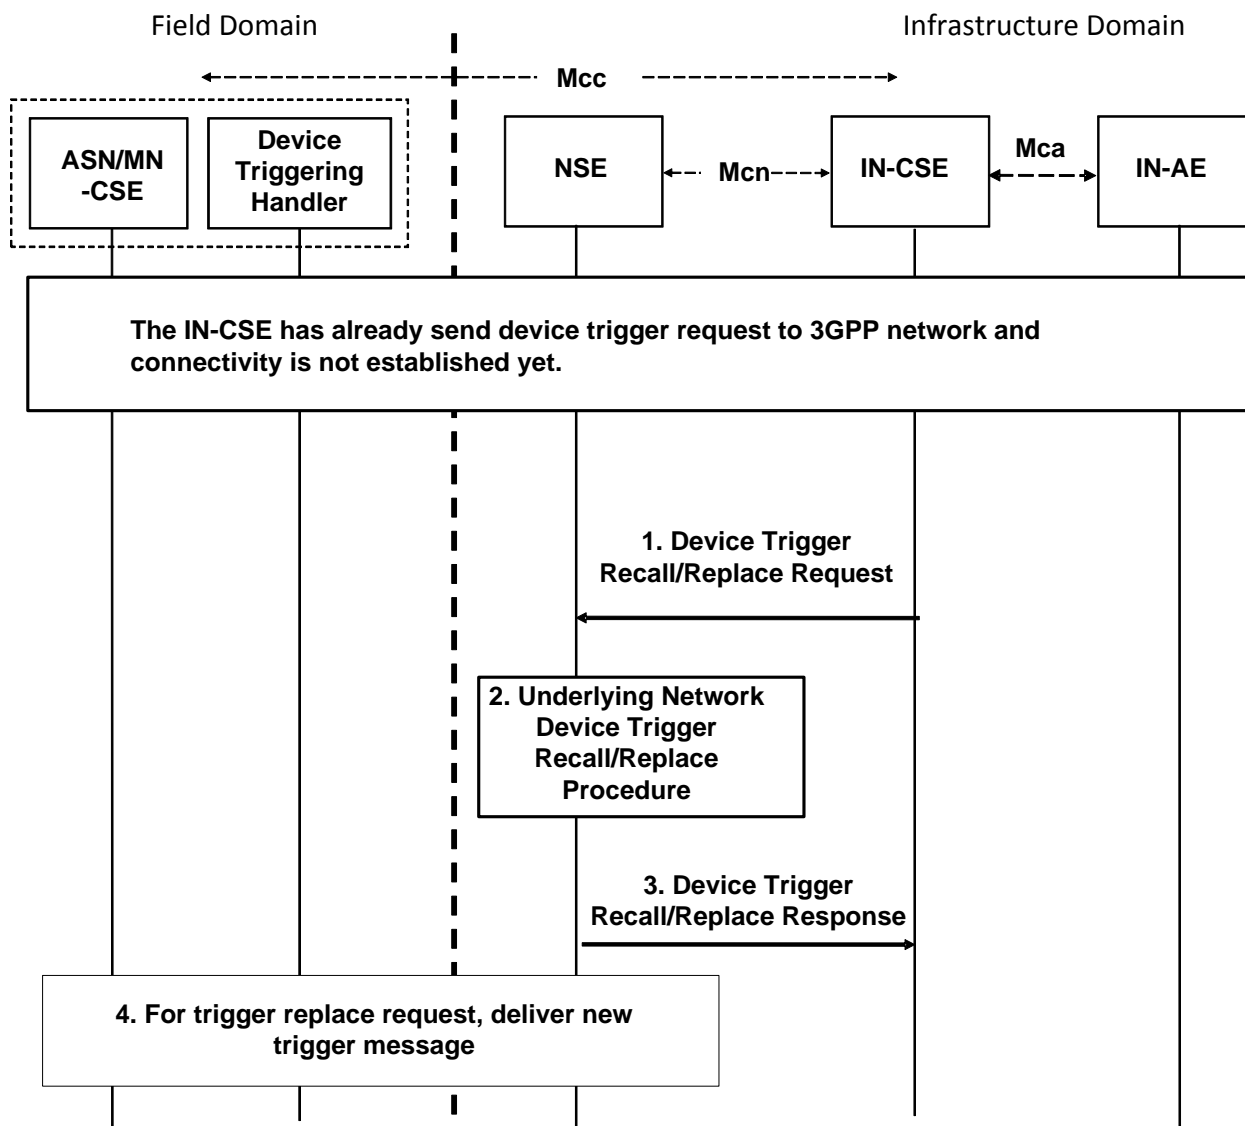 Field Domain
Infrastructure Domain
Mcc
ASN/MN
-CSE
Device
Triggering
Handler
NSE
Mcn
IN-CSE
Mca
IN-AE
The IN-CSE has already send device trigger request to 3GPP network and
connectivity is not established yet.
1. Device Trigger
Recall/Replace Request
2. Underlying Network
Device Trigger
Recall/Replace
Procedure
3. Device Trigger
Recall/Replace Response
4. For trigger replace request, deliver new
trigger message